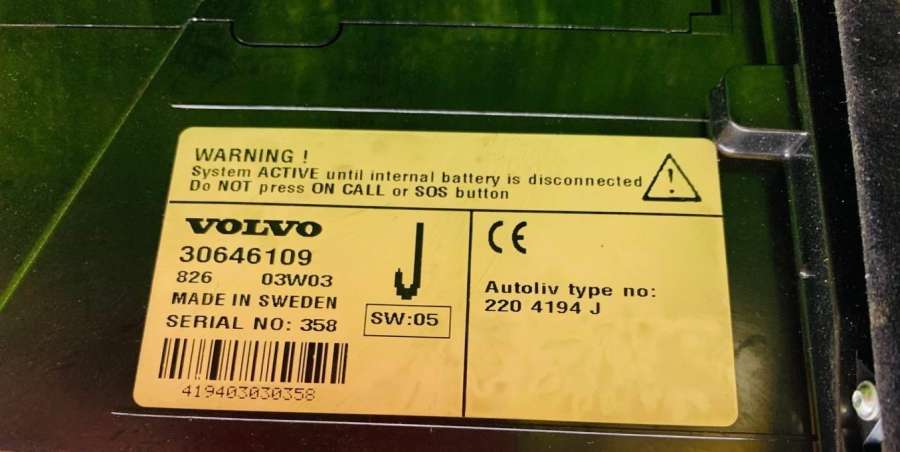 WARNING !
System ACTIVE until internal battery is disconnected
Do NOT press ON CALL or SOS button
!
VOLVO
30646109
826 03W03
MADE IN SWEDEN
SERIAL NO: 358
419403030358
J
SW:05
CE
Autoliv type no:
220 4194 J